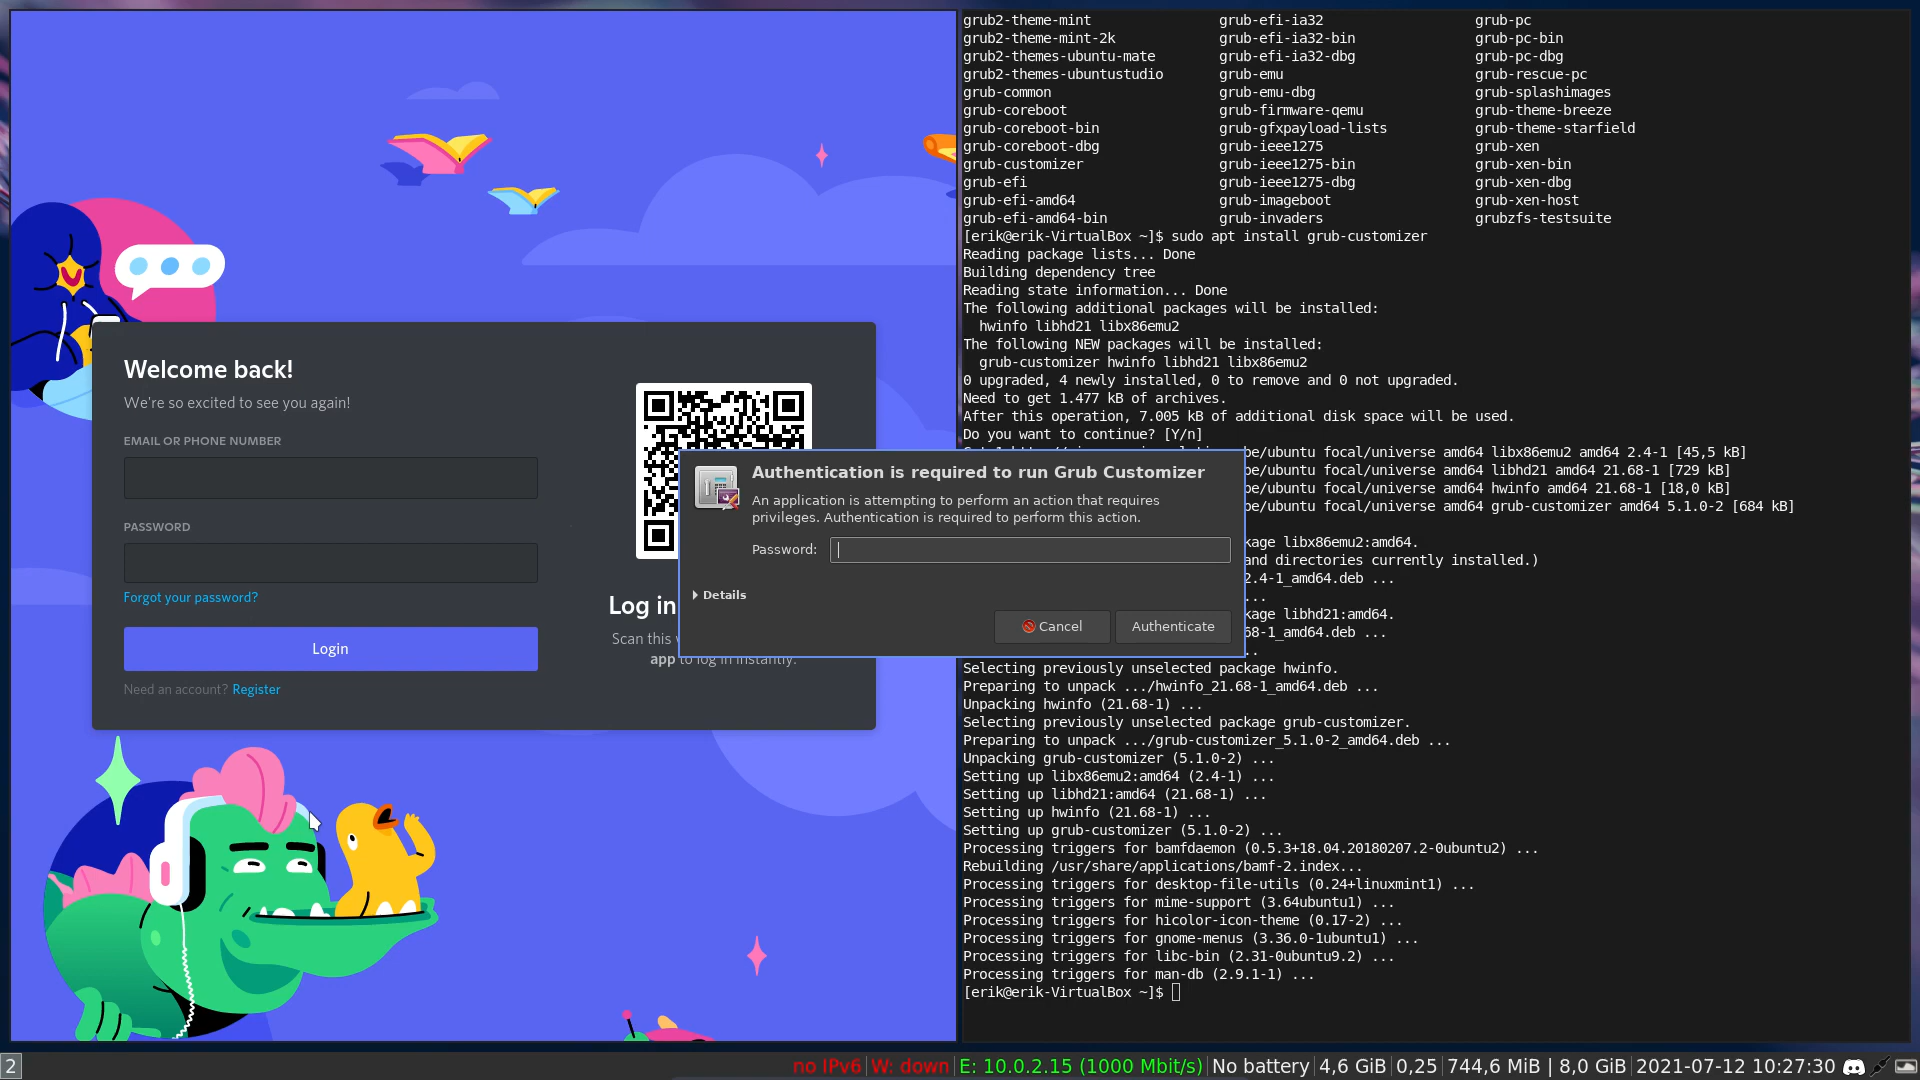 Welcome back!
We're so excited to see you again!
EMAIL OR PHONE NUMBER
PASSWORD
Forgot your password?
Login
Need an account? Register
Log in
Scan this
app to log in instantly.
grub2-theme-mint grub-efi-ia32 grub-pc
grub2-theme-mint-2k grub-efi-ia32-bin grub-pc-bin
grub2-themes-ubuntu-mate grub-efi-ia32-dbg grub-pc-dbg
grub2-themes-ubuntustudio grub-emu grub-rescue-pc
grub-common grub-emu-dbg grub-splashimages
grub-coreboot grub-firmware-qemu grub-theme-breeze
grub-coreboot-bin grub-gfxpayload-lists grub-theme-starfield
grub-coreboot-dbg grub-ieee1275 grub-xen
grub-customizer grub-ieee1275-bin grub-xen-bin
grub-efi grub-ieee1275-dbg grub-xen-dbg
grub-efi-amd64 grub-imageboot grub-xen-host
grub-efi-amd64-bin grub-invaders grubzfs-testsuite
[erik@erik-VirtualBox ~]$ sudo apt install grub-customizer
Reading package lists... Done
Building dependency tree
Reading state information... Done
The following additional packages will be installed:
hwinfo libhd21 libx86emu2
The following NEW packages will be installed:
grub-customizer hwinfo libhd21 libx86emu2
0 upgraded, 4 newly installed, 0 to remove and 0 not upgraded.
Need to get 1.477 kB of archives.
After this operation, 7.005 kB of additional disk space will be used.
Do you want to continue? [Y/n]
be/ubuntu focal/universe amd64 libx86emu2 amd64 2.4-1 [45,5 kB]
be/ubuntu focal/universe amd64 libhd21 amd64 21.68-1 [729 kB]
be/ubuntu focal/universe amd64 hwinfo amd64 21.68-1 [18,0 kB]
be/ubuntu focal/universe amd64 grub-customizer amd64 5.1.0-2 [684 kB]
kage libx86emu2:amd64.
and directories currently installed.)
2.4-1_amd64.deb ...
...
kage libhd21:amd64.
68-1_amd64.deb ...
..
Selecting previously unselected package hwinfo.
Preparing to unpack .../hwinfo_21.68-1_amd64.deb ...
Unpacking hwinfo (21.68-1) ...
Selecting previously unselected package grub-customizer.
Preparing to unpack .../grub-customizer_5.1.0-2_amd64.deb ...
Unpacking grub-customizer (5.1.0-2) ...
Setting up libx86emu2:amd64 (2.4-1) ...
Setting up libhd21:amd64 (21.68-1) ...
Setting up hwinfo (21.68-1) ...
Setting up grub-customizer (5.1.0-2) ...
Processing triggers for bamfdaemon (0.5.3+18.04.20180207.2-0ubuntu2) ...
Rebuilding /usr/share/applications/bamf-2.index...
Processing triggers for desktop-file-utils (0.24+linuxmint1) ...
Processing triggers for mime-support (3.64ubuntu1) ...
Processing triggers for hicolor-icon-theme (0.17-2) ...
Processing triggers for gnome-menus (3.36.0-1ubuntu1) ...
Processing triggers for libc-bin (2.31-0ubuntu9.2) ...
Processing triggers for man-db (2.9.1-1) ...
[erik@erik-VirtualBox ~]$
Authentication is required to run Grub Customizer
An application is attempting to perform an action that requires
privileges. Authentication is required to perform this action.
Password:
Details
Cancel Authenticate
2 no IPv6 | W: down | E: 10.0.2.15 (1000 Mbit/s) | No battery | 4,6 GiB | 0,25 | 744,6 MiB | 8,0 GiB | 2021-07-12 10:27:30